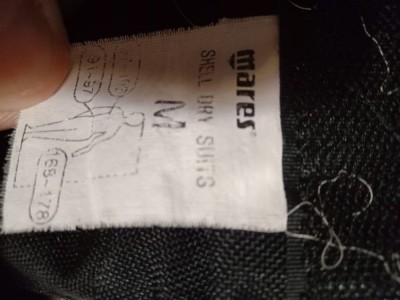 mares
SHELL DRY SUITS
M
168-178